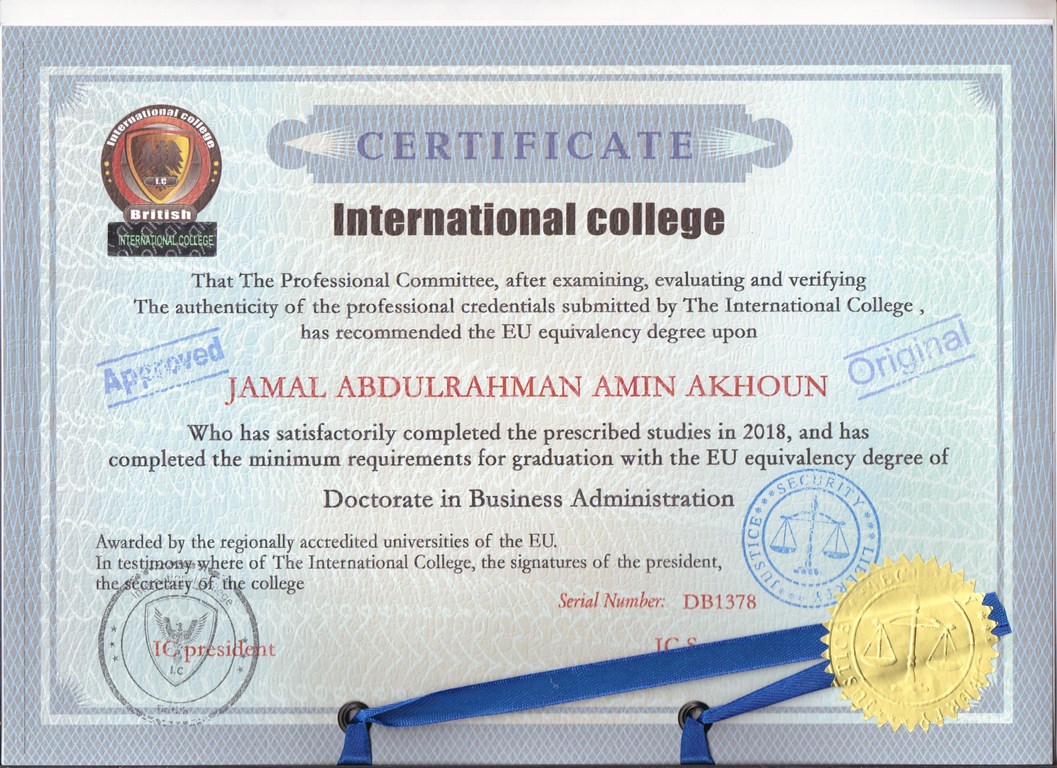 CERTIFICATE
International college
British
I.C
INTERNATIONAL COLLEGE
International college
That The Professional Committee, after examining, evaluating and verifying
The authenticity of the professional credentials submitted by The International College ,
has recommended the EU equivalency degree upon
Approved
Original
JAMAL ABDULRAHMAN AMIN AKHOUN
Who has satisfactorily completed the prescribed studies in 2018, and has
completed the minimum requirements for graduation with the EU equivalency degree of
Doctorate in Business Administration
SECURITY
JUSTICE
Awarded by the regionally accredited universities of the EU.
In testimony where of The International College, the signatures of the president,
the secretary of the college
Serial Number: DB1378
IC president
I.C
IC S